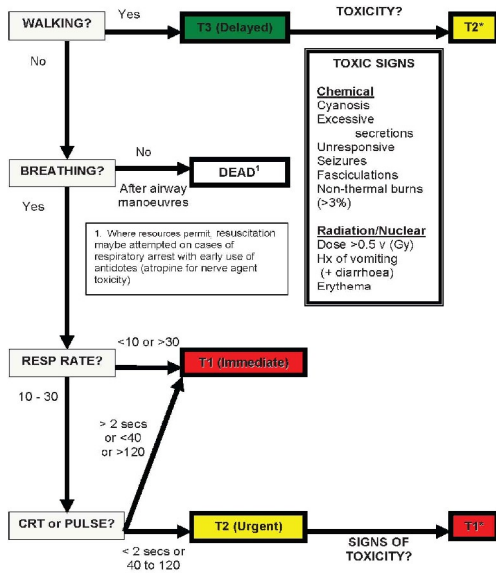 WALKING?
Yes
T3 (Delayed)
TOXICITY?
T2*
No
TOXIC SIGNS
Chemical
Cyanosis
Excessive
secretions
Unresponsive
Seizures
Fasciculations
Non-thermal burns
(>3%)
Radiation/Nuclear
Dose >0.5 v (Gy)
Hx of vomiting
(+ diarrhoea)
Erythema
BREATHING?
No
After airway
manoeuvres
DEAD¹
Yes
1. Where resources permit, resuscitation
maybe attempted on cases of
respiratory arrest with early use of
antidotes (atropine for nerve agent
toxicity)
RESP RATE?
<10 or >30
T1 (Immediate)
10 - 30
> 2 secs
or <40
or >120
CRT or PULSE?
< 2 secs or
40 to 120
T2 (Urgent)
SIGNS OF
TOXICITY?
T1*